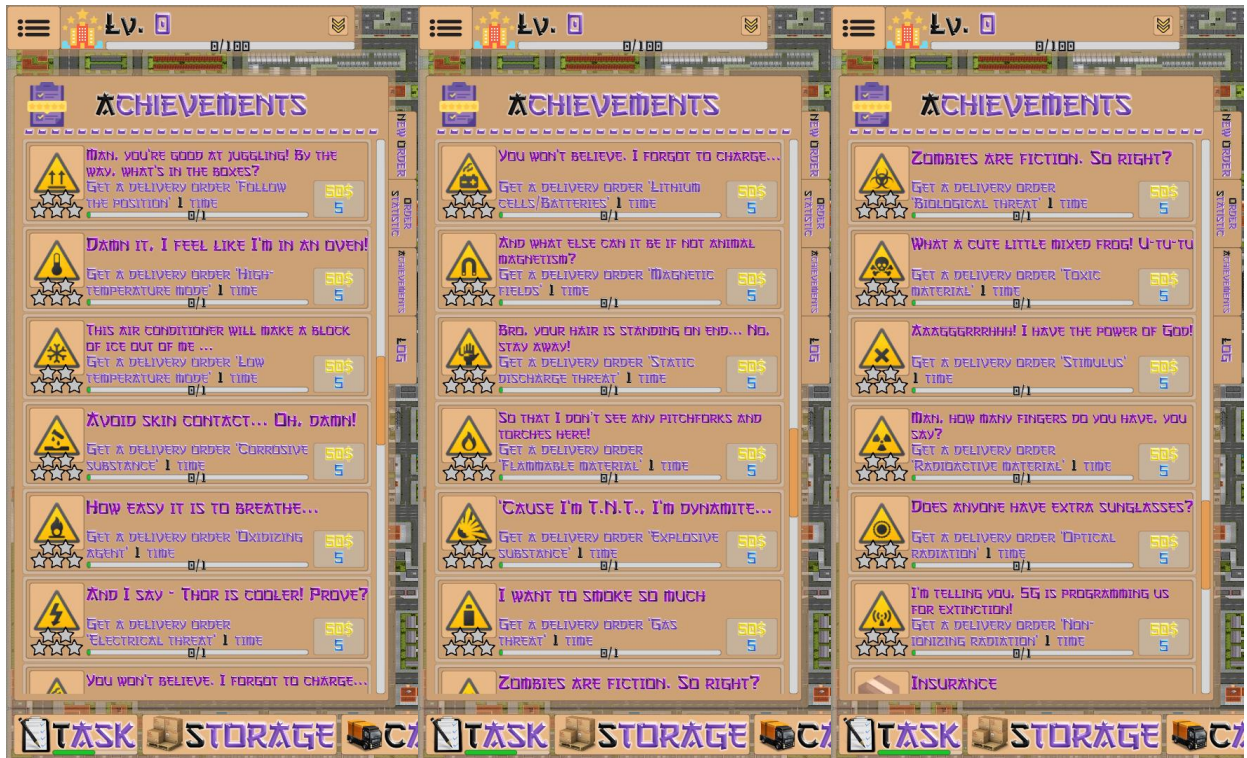 Lv. 0
0/100
Achievements
Man, you're good at juggling! By the
way, what's in the boxes?
Get a delivery order 'Follow
the position' 1 time
50$
5
0/1
Damn it, I feel like I'm in an oven!
Get a delivery order 'High-
temperature mode' 1 time
50$
5
0/1
This air conditioner will make a block
of ice out of me ...
Get a delivery order 'Low
temperature mode' 1 time
50$
5
0/1
Avoid skin contact... Oh, damn!
Get a delivery order 'Corrosive
substance' 1 time
50$
5
0/1
How easy it is to breathe...
Get a delivery order 'Oxidizing
agent' 1 time
50$
5
0/1
And I say - Thor is cooler! Prove?
Get a delivery order
'Electrical threat' 1 time
50$
5
0/1
You won't believe. I forgot to charge...
New Order
Order
Statistic
Achievements
Log
Task
Storage
Ca
Lv. 0
0/100
Achievements
You won't believe. I forgot to charge...
Get a delivery order 'Lithium
cells/Batteries' 1 time
50$
5
0/1
And what else can it be if not animal
magnetism?
Get a delivery order 'Magnetic
fields' 1 time
50$
5
0/1
Bro, your hair is standing on end... No,
stay away!
Get a delivery order 'Static
discharge threat' 1 time
50$
5
0/1
So that I don't see any pitchforks and
torches here!
Get a delivery order
'Flammable material' 1 time
50$
5
0/1
'Cause I'm T.N.T., I'm dynamite...
Get a delivery order 'Explosive
substance' 1 time
50$
5
0/1
I want to smoke so much
Get a delivery order 'Gas
threat' 1 time
50$
5
0/1
Zombies are fiction. So right?
New Order
Order
Statistic
Achievements
Log
Task
Storage
Ca
Lv. 0
0/100
Achievements
Zombies are fiction. So right?
Get a delivery order
'Biological threat' 1 time
50$
5
0/1
What a cute little mixed frog! U-tu-tu
Get a delivery order 'Toxic
material' 1 time
50$
5
0/1
Aaagggrrrhhh! I have the power of God!
Get a delivery order 'Stimulus'
1 time
50$
5
0/1
Man, how many fingers do you have, you
say?
Get a delivery order
'Radioactive material' 1 time
50$
5
0/1
Does anyone have extra sunglasses?
Get a delivery order 'Optical
radiation' 1 time
50$
5
0/1
I'm telling you, 5G is programming us
for extinction!
Get a delivery order 'Non-
ionizing radiation' 1 time
50$
5
0/1
Insurance
New Order
Order
Statistic
Achievements
Log
Task
Storage
Ca